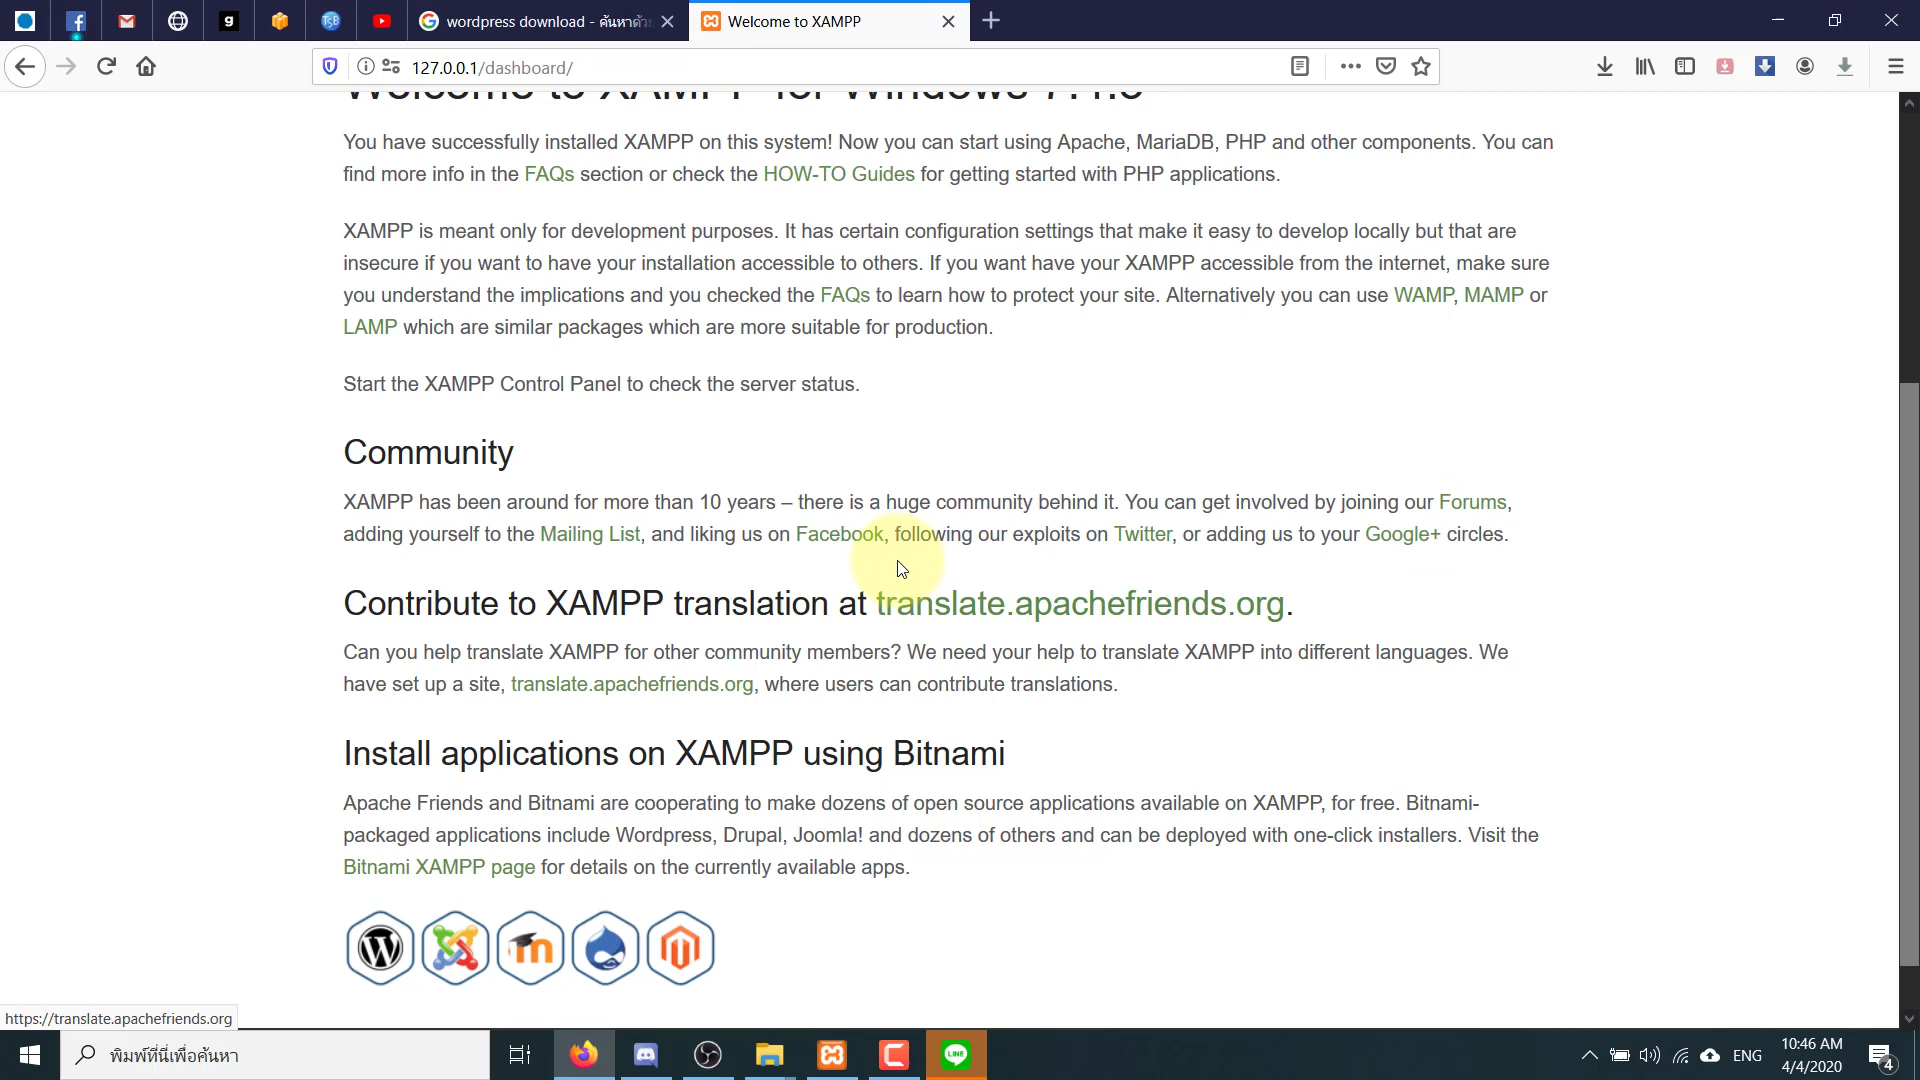 wordpress download - ค้นหาด้วย
Welcome to XAMPP
127.0.0.1/dashboard/
Welcome to XAMPP for Windows 7.4.3
You have successfully installed XAMPP on this system! Now you can start using Apache, MariaDB, PHP and other components. You can
find more info in the FAQs section or check the HOW-TO Guides for getting started with PHP applications.
XAMPP is meant only for development purposes. It has certain configuration settings that make it easy to develop locally but that are
insecure if you want to have your installation accessible to others. If you want have your XAMPP accessible from the internet, make sure
you understand the implications and you checked the FAQs to learn how to protect your site. Alternatively you can use WAMP, MAMP or
LAMP which are similar packages which are more suitable for production.
Start the XAMPP Control Panel to check the server status.
Community
XAMPP has been around for more than 10 years – there is a huge community behind it. You can get involved by joining our Forums,
adding yourself to the Mailing List, and liking us on Facebook, following our exploits on Twitter, or adding us to your Google+ circles.
Contribute to XAMPP translation at translate.apachefriends.org.
Can you help translate XAMPP for other community members? We need your help to translate XAMPP into different languages. We
have set up a site, translate.apachefriends.org, where users can contribute translations.
Install applications on XAMPP using Bitnami
Apache Friends and Bitnami are cooperating to make dozens of open source applications available on XAMPP, for free. Bitnami-
packaged applications include Wordpress, Drupal, Joomla! and dozens of others and can be deployed with one-click installers. Visit the
Bitnami XAMPP page for details on the currently available apps.
https://translate.apachefriends.org
พิมพ์ที่นี่เพื่อค้นหา
LINE
ENG
10:46 AM
4/4/2020
4